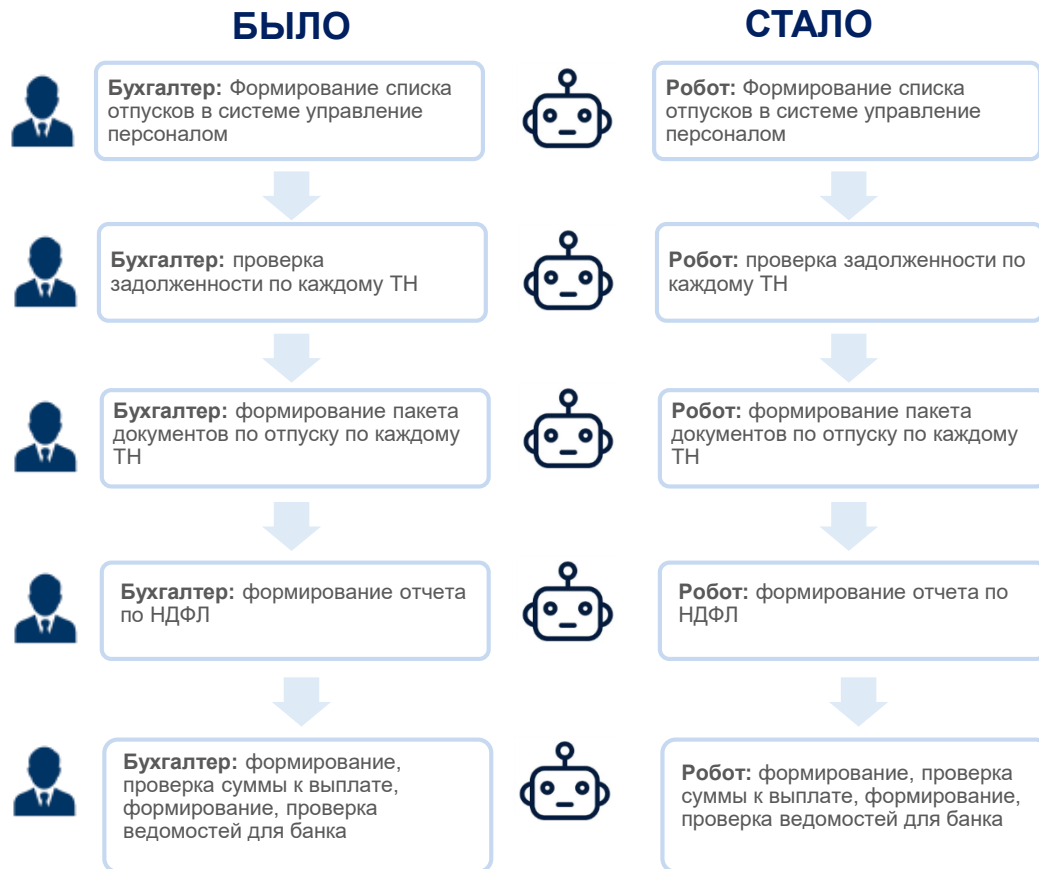 БЫЛО
СТАЛО
Бухгалтер: Формирование списка
отпусков в системе управление
персоналом
Робот: Формирование списка
отпусков в системе управление
персоналом
Бухгалтер: проверка
задолженности по каждому ТН
Робот: проверка задолженности по
каждому ТН
Бухгалтер: формирование пакета
документов по отпуску по каждому
ТН
Робот: формирование пакета
документов по отпуску по каждому
ТН
Бухгалтер: формирование отчета
по НДФЛ
Робот: формирование отчета по
НДФЛ
Бухгалтер: формирование,
проверка суммы к выплате,
формирование, проверка
ведомостей для банка
Робот: формирование, проверка
суммы к выплате, формирование,
проверка ведомостей для банка